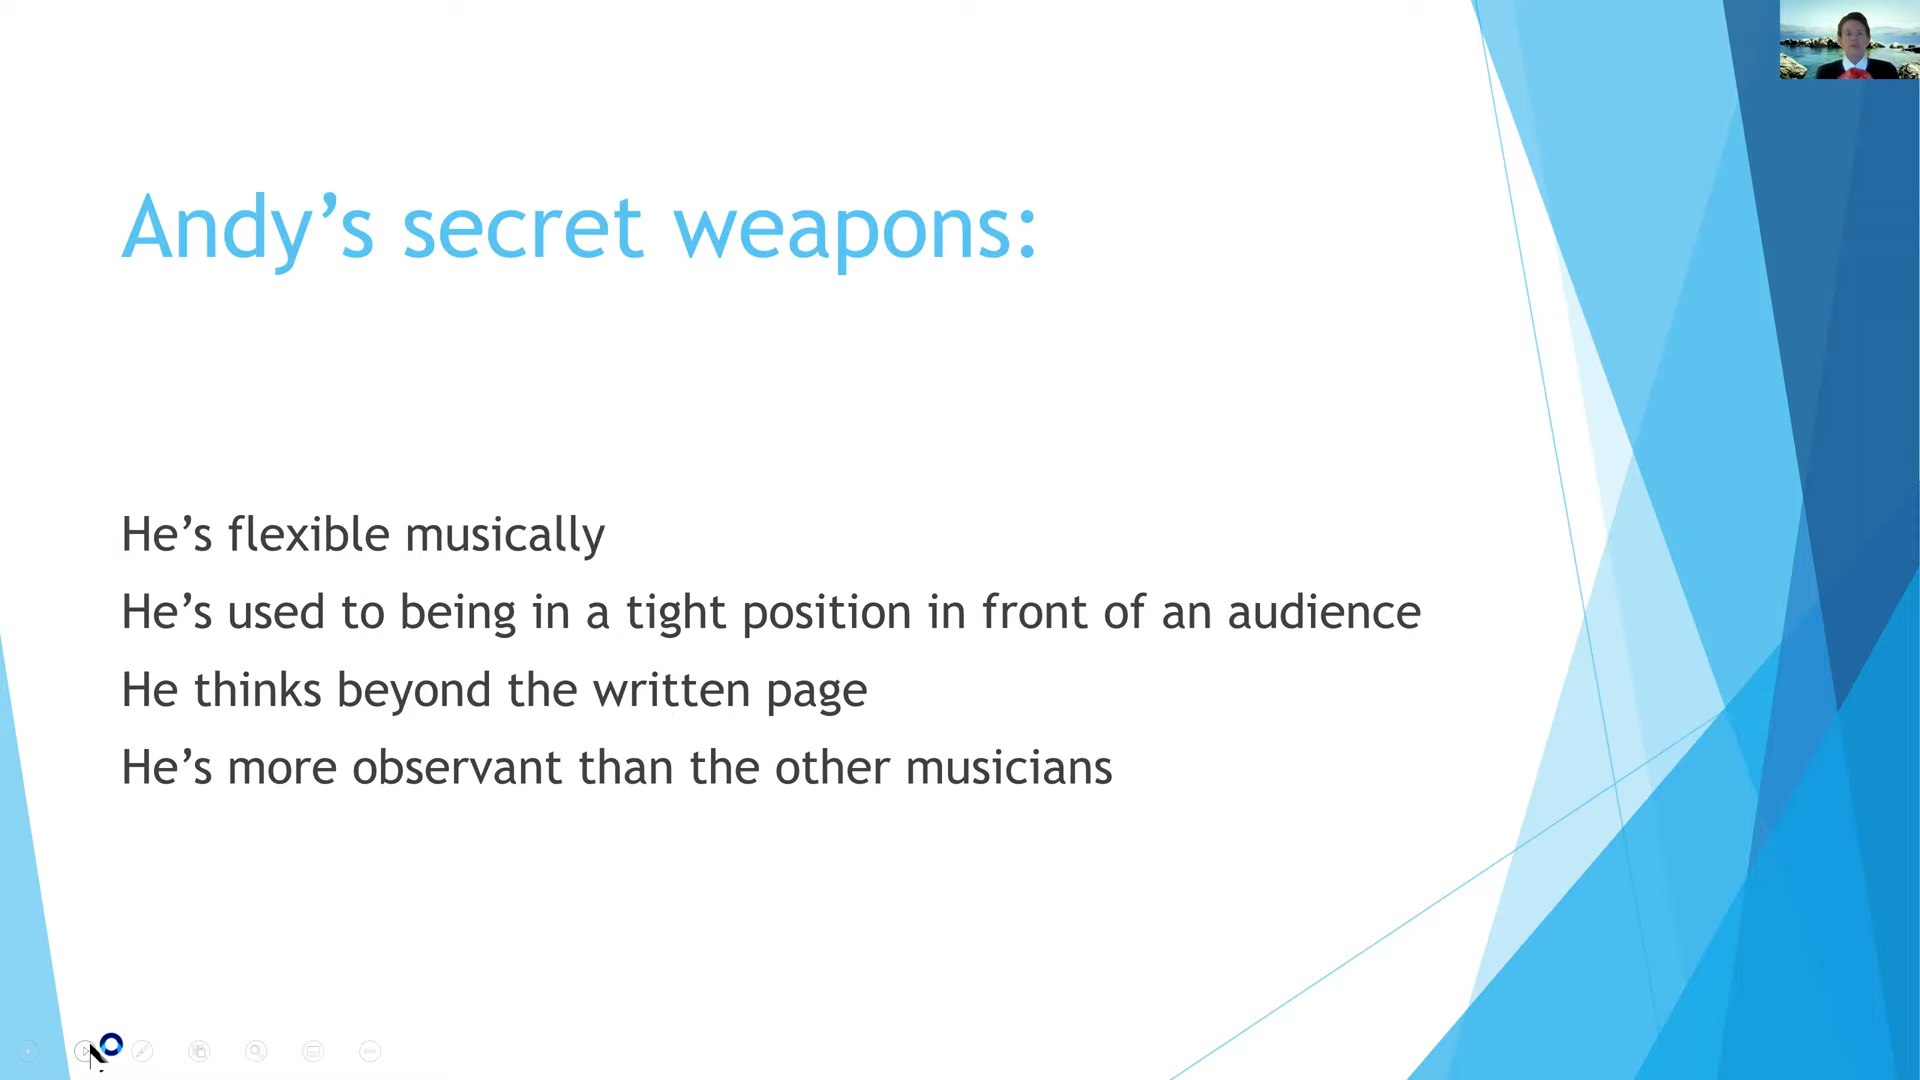 Andy’s secret weapons:
He’s flexible musically
He’s used to being in a tight position in front of an audience
He thinks beyond the written page
He’s more observant than the other musicians